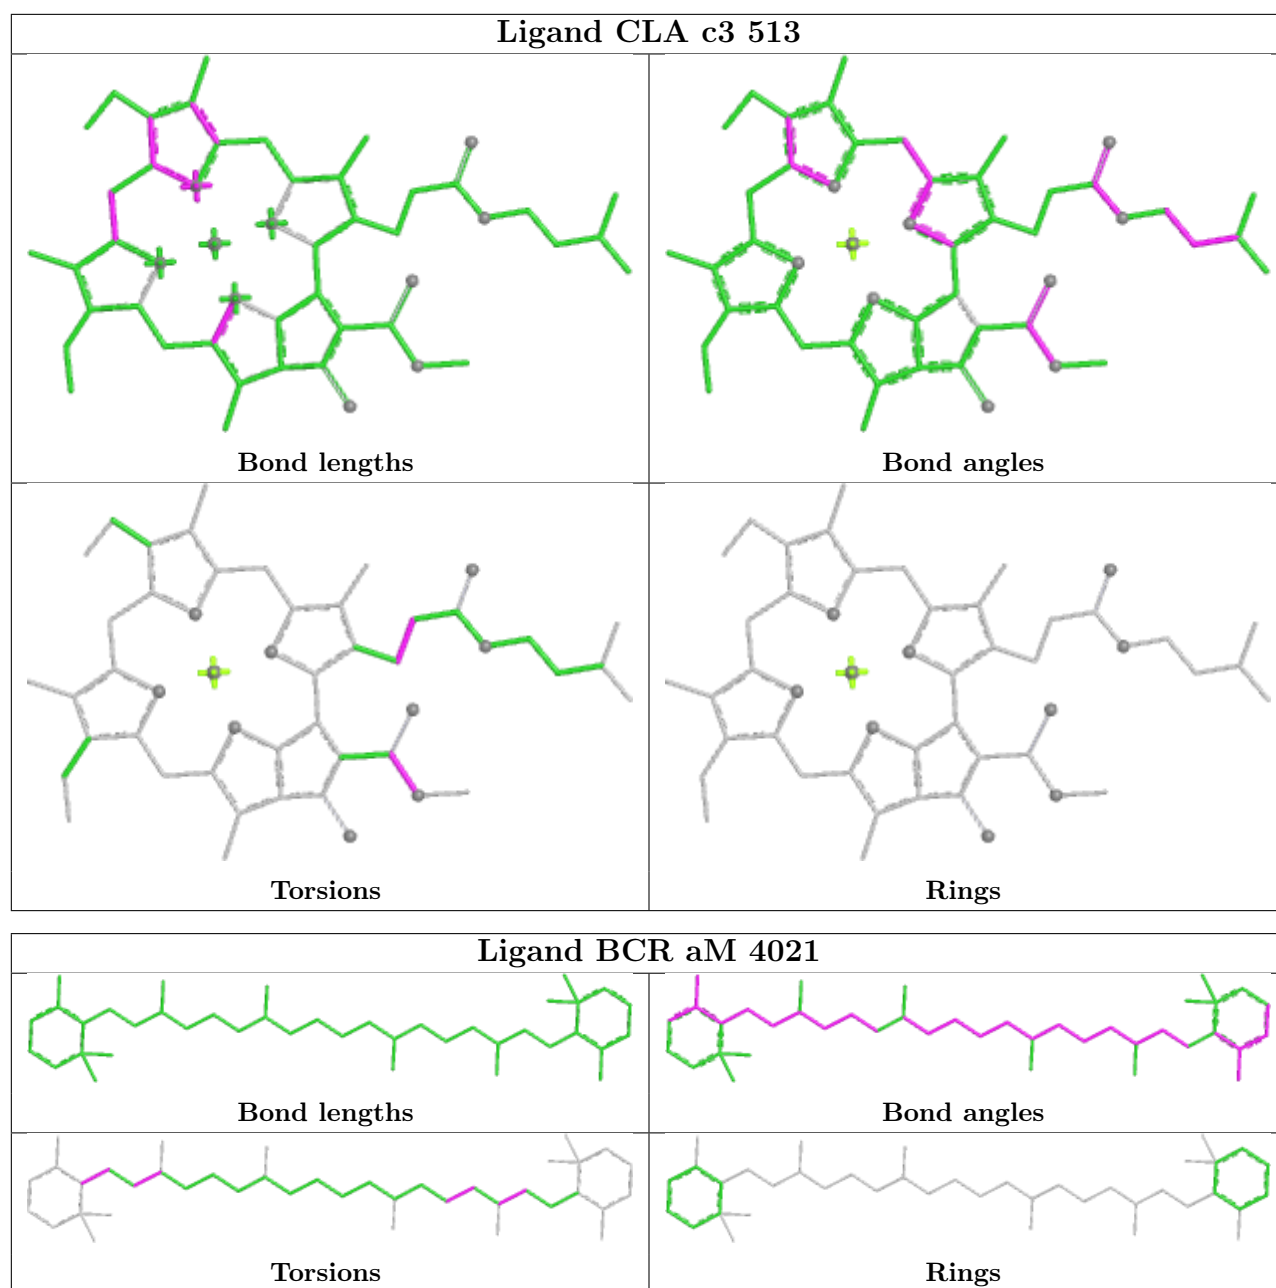 Ligand CLA c3 513
Bond lengths
Bond angles
Torsions
Rings
Ligand BCR aM 4021
Bond lengths
Bond angles
Torsions
Rings